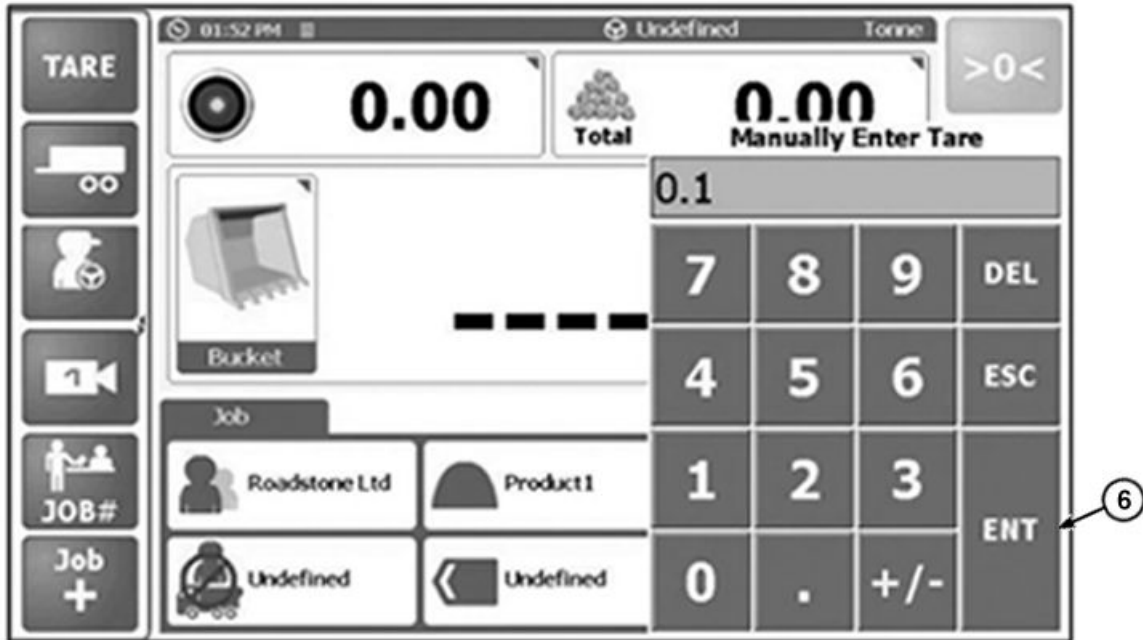 TARE
01:52 PM
Undefined
Tonne
>0<
0.00
Total
0.00
Manually Enter Tare
0.1
7 8 9 DEL
Bucket
4 5 6 ESC
1
Job
JOB#
Roadstone Ltd
Product1
1 2 3
ENT
6
Job
+
Undefined
Undefined
0 . +/-